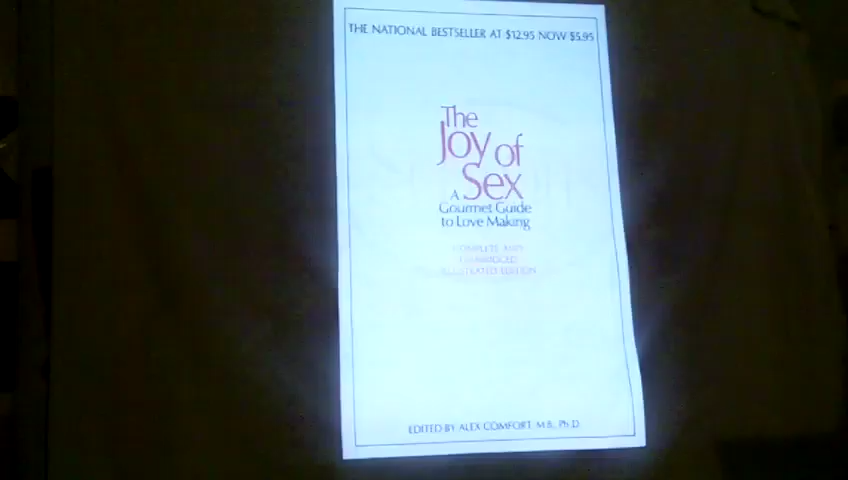 THE NATIONAL BESTSELLER AT $12.95 NOW $5.95
The
Joy of
Sex
A
Gourmet Guide
to Love Making
COMPLETE AND
UNABRIDGED
ILLUSTRATED EDITION
EDITED BY ALEX COMFORT, M.B., Ph.D.